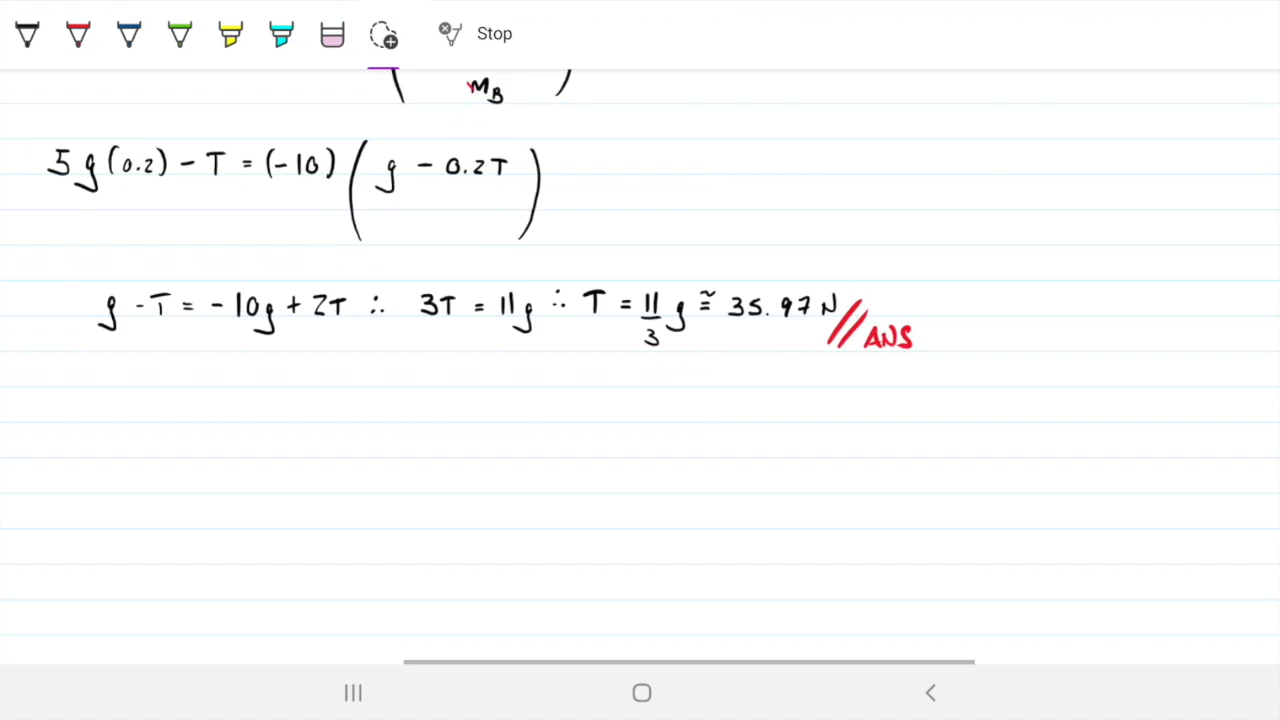 Stop
( m_B )
5g(0.2) - T = (-10)(g - 0.2T)
g - T = -10g + 2T ∴ 3T = 11g ∴ T = 11/3 g ≅ 35.97 N // ANS